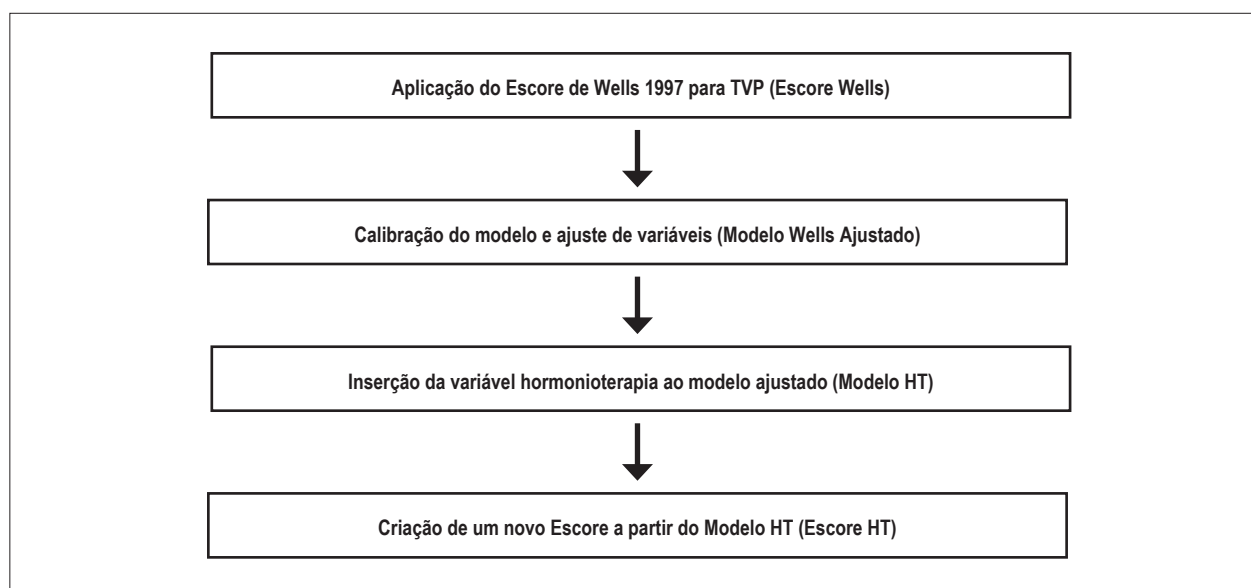 Aplicação do Escore de Wells 1997 para TVP (Escore Wells)
Calibração do modelo e ajuste de variáveis (Modelo Wells Ajustado)
Inserção da variável hormonioterapia ao modelo ajustado (Modelo HT)
Criação de um novo Escore a partir do Modelo HT (Escore HT)